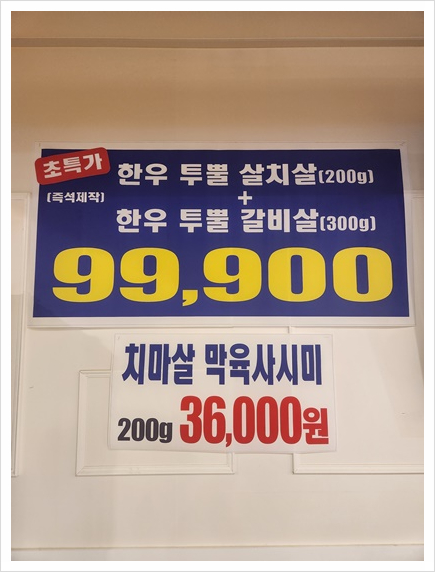 초특가
한우 투뿔 살치살(200g)
(즉석제작)
+
한우 투뿔 갈비살(300g)
99,900
치마살 막육사시미
200g 36,000원